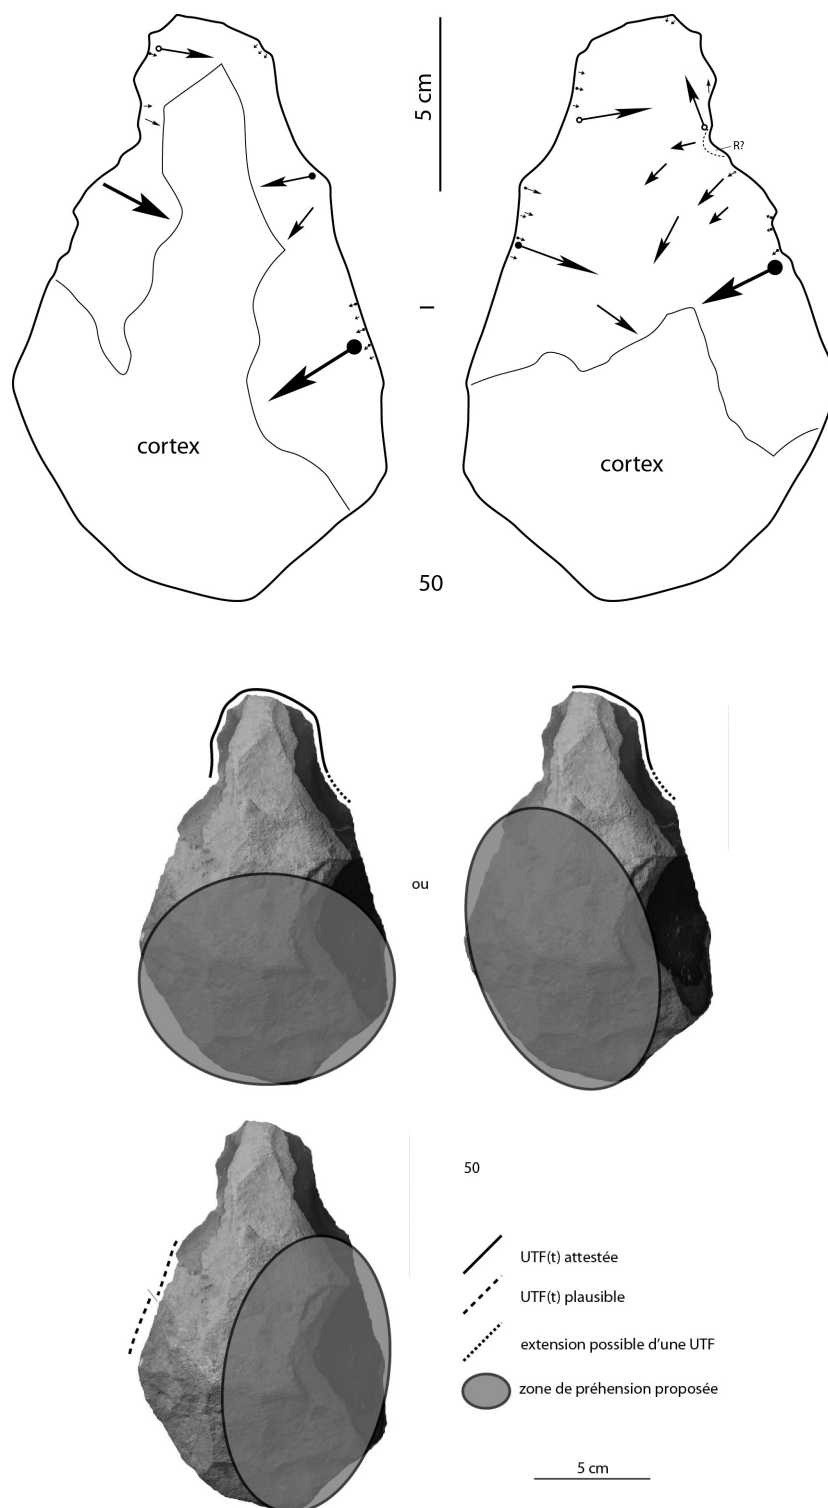 5 cm
R?
cortex
cortex
50
ou
50
UTF(t) attestée
UTF(t) plausible
extension possible d'une UTF
zone de préhension proposée
5 cm